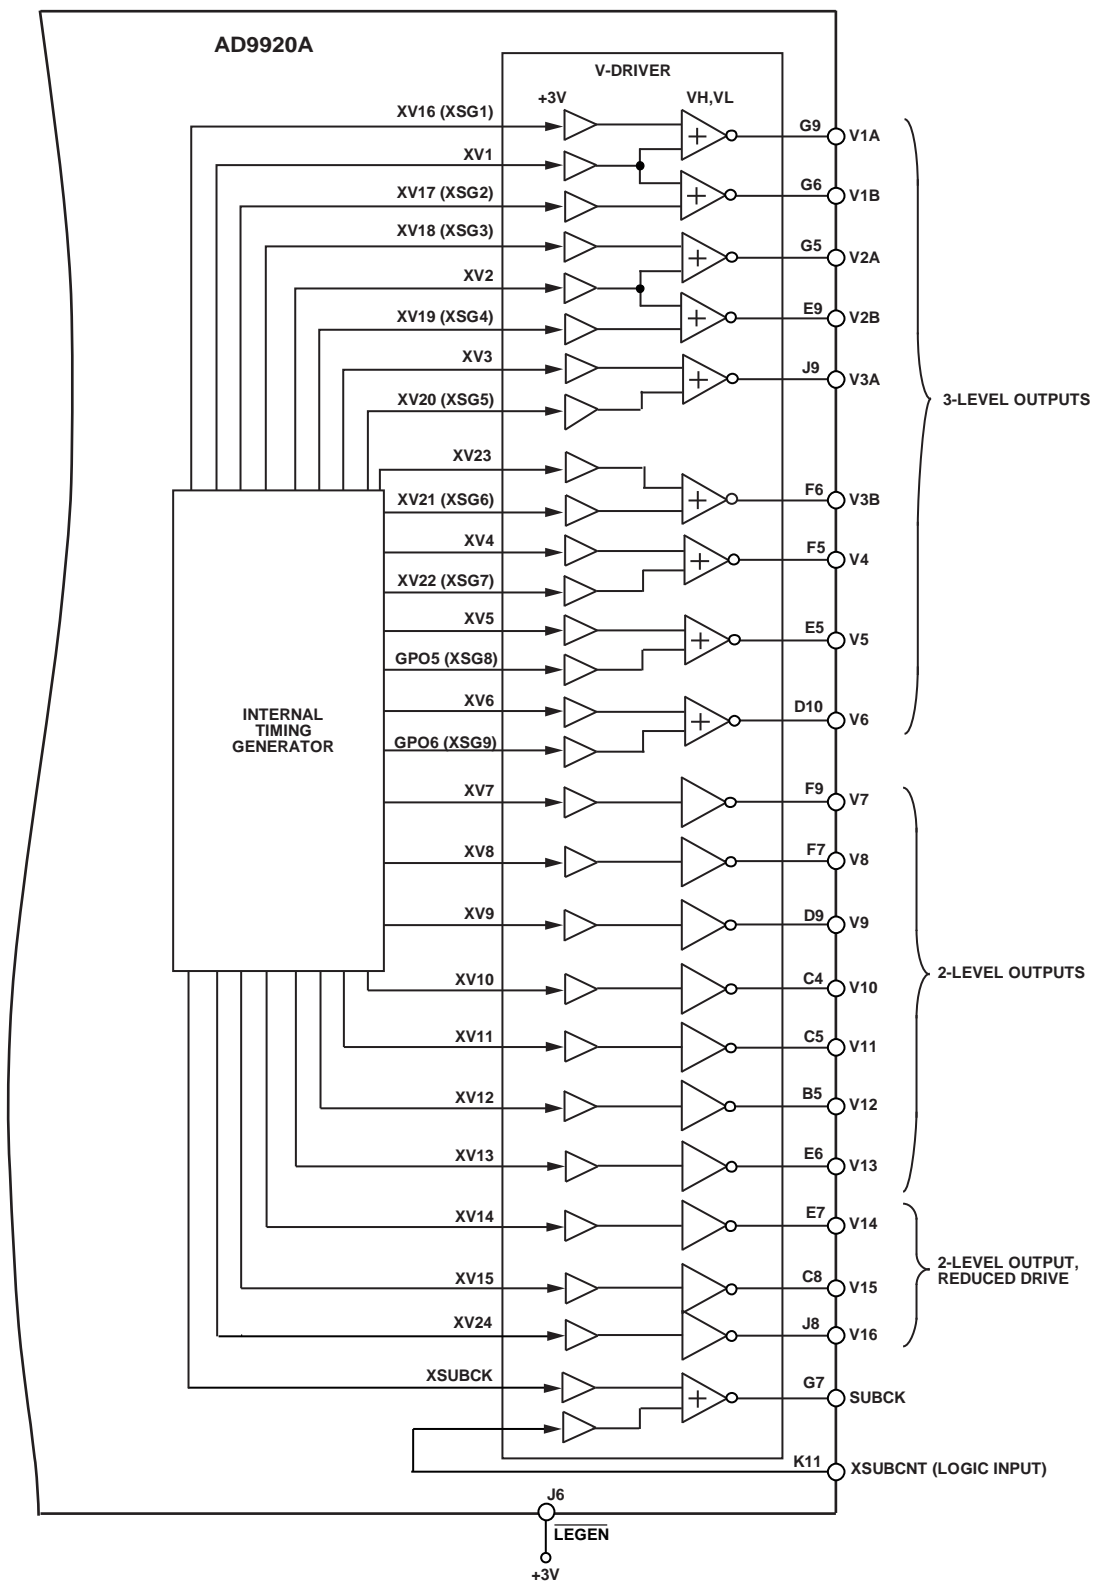 AD9920A
V-DRIVER
+3V
VH,VL
XV16 (XSG1)
G9
V1A
XV1
G6
V1B
XV17 (XSG2)
XV18 (XSG3)
G5
V2A
XV2
E9
V2B
XV19 (XSG4)
XV3
J9
V3A
XV20 (XSG5)
3-LEVEL OUTPUTS
XV23
F6
V3B
XV21 (XSG6)
XV4
F5
V4
XV22 (XSG7)
XV5
E5
V5
GPO5 (XSG8)
XV6
D10
V6
GPO6 (XSG9)
INTERNAL
TIMING
GENERATOR
XV7
F9
V7
XV8
F7
V8
XV9
D9
V9
2-LEVEL OUTPUTS
XV10
C4
V10
XV11
C5
V11
XV12
B5
V12
XV13
E6
V13
XV14
E7
V14
2-LEVEL OUTPUT,
REDUCED DRIVE
XV15
C8
V15
XV24
J8
V16
XSUBCK
G7
SUBCK
K11
XSUBCNT (LOGIC INPUT)
J6
LEGEN
+3V